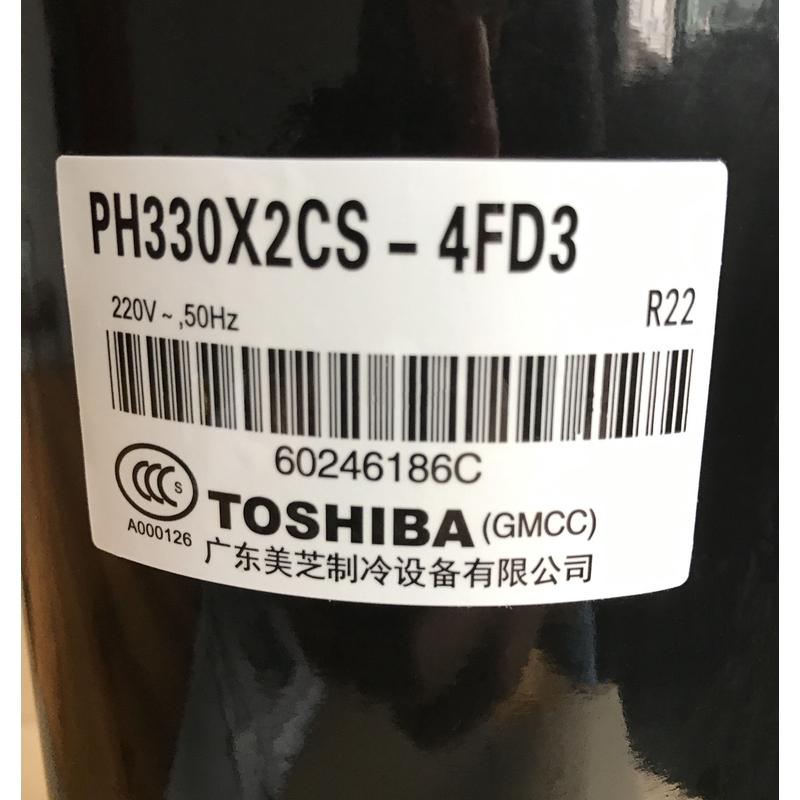 PH330X2CS - 4FD3
220V ~ ,50Hz
R22
60246186C
CCC S
A000126
TOSHIBA (GMCC)
广东美芝制冷设备有限公司